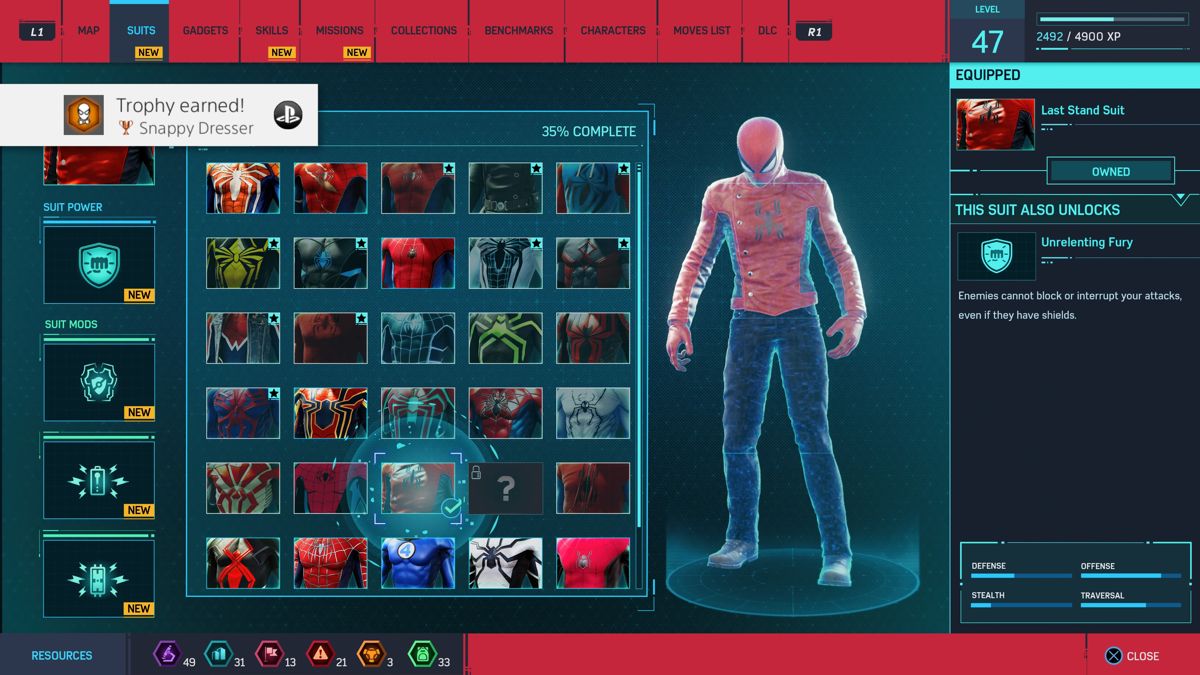 L1
MAP
SUITS
NEW
GADGETS
SKILLS
NEW
MISSIONS
NEW
COLLECTIONS
BENCHMARKS
CHARACTERS
MOVES LIST
DLC
R1
LEVEL
47
2492 / 4900 XP
Trophy earned!
Snappy Dresser
35% COMPLETE
SUIT POWER
NEW
SUIT MODS
NEW
NEW
NEW
?
4
EQUIPPED
Last Stand Suit
OWNED
THIS SUIT ALSO UNLOCKS
Unrelenting Fury
Enemies cannot block or interrupt your attacks,
even if they have shields.
DEFENSE
OFFENSE
STEALTH
TRAVERSAL
RESOURCES
49
31
13
21
3
33
CLOSE